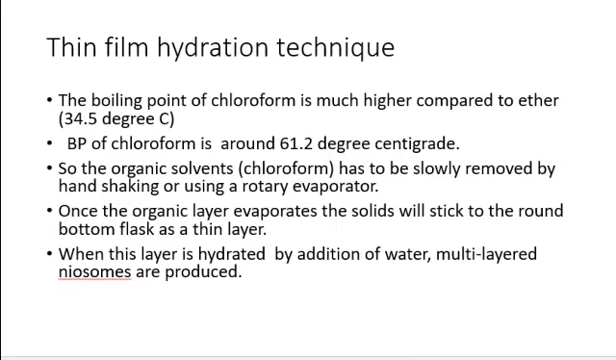 Thin film hydration technique
• The boiling point of chloroform is much higher compared to ether
(34.5 degree C)
• BP of chloroform is around 61.2 degree centigrade.
• So the organic solvents (chloroform) has to be slowly removed by
hand shaking or using a rotary evaporator.
• Once the organic layer evaporates the solids will stick to the round
bottom flask as a thin layer.
• When this layer is hydrated by addition of water, multi-layered
niosomes are produced.